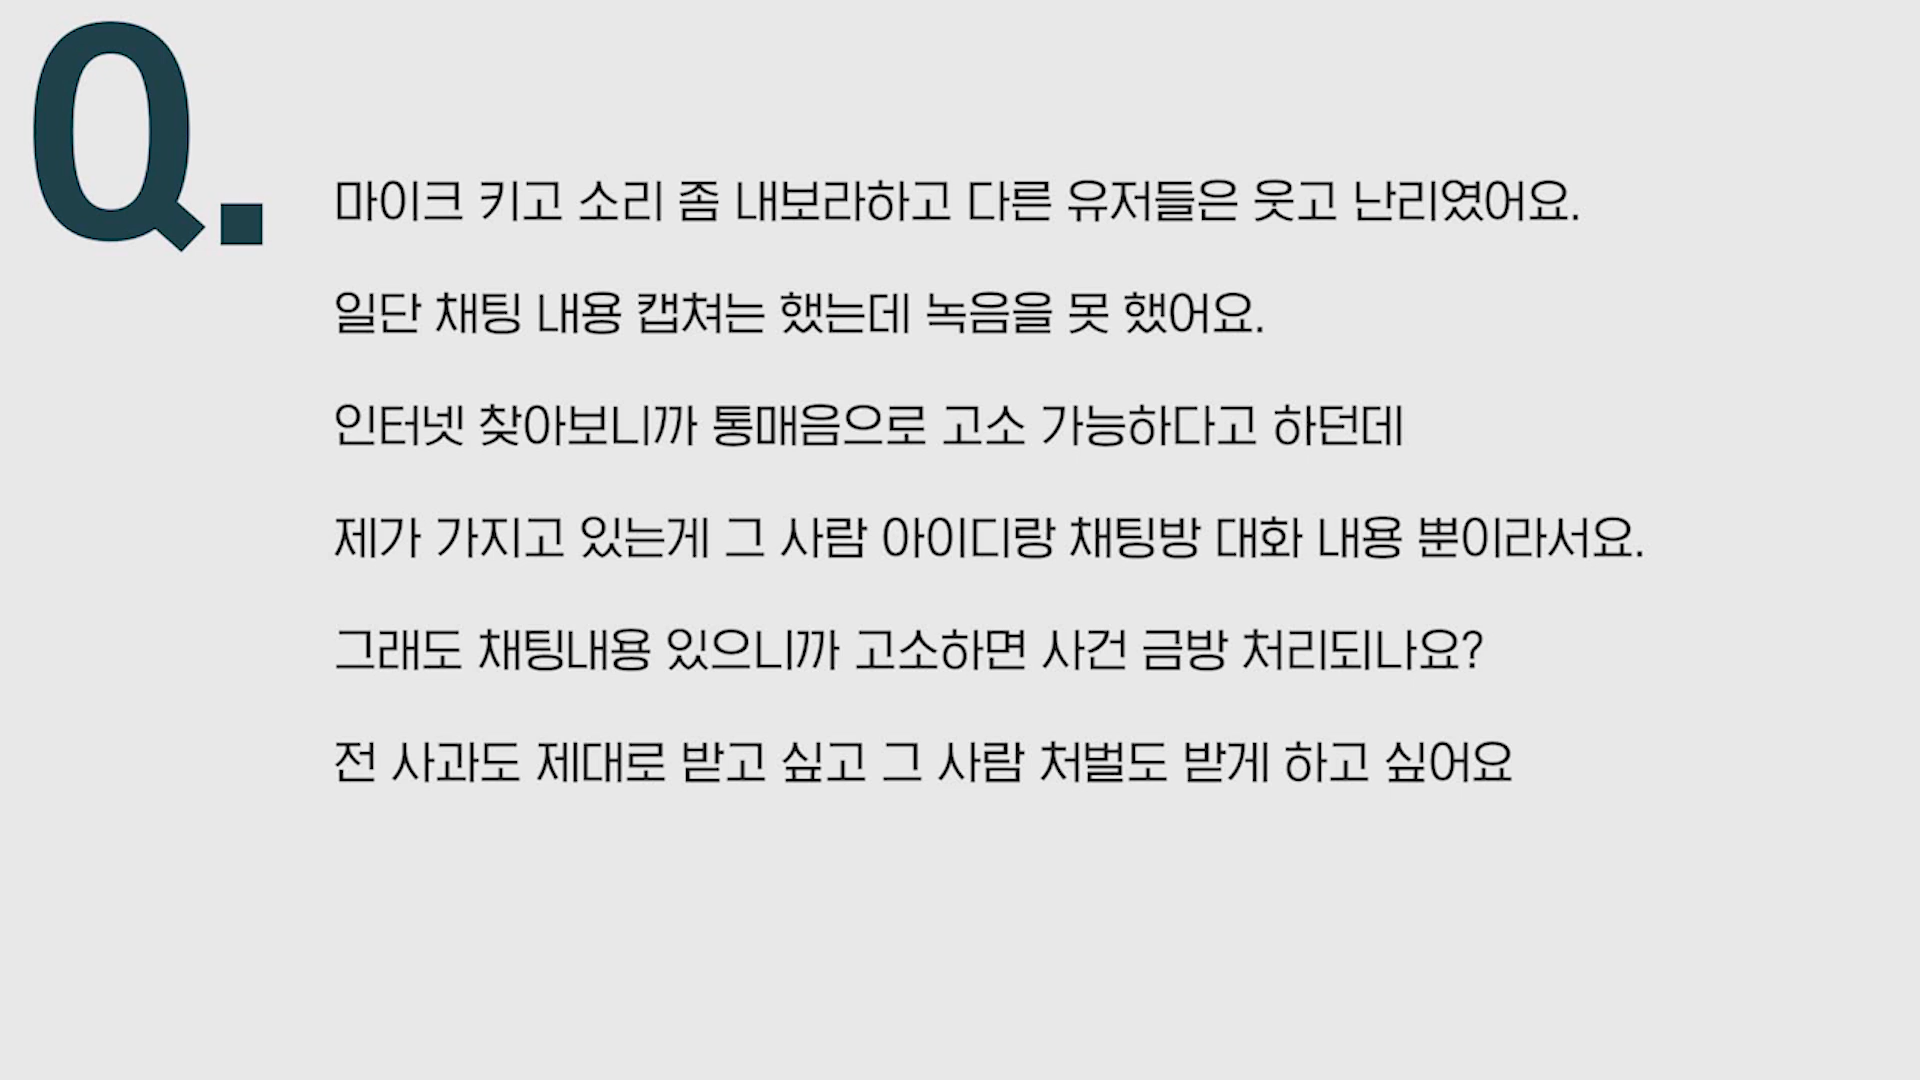 Q.
마이크 키고 소리 좀 내보라하고 다른 유저들은 웃고 난리였어요.
일단 채팅 내용 캡쳐는 했는데 녹음을 못 했어요.
인터넷 찾아보니까 통매음으로 고소 가능하다고 하던데
제가 가지고 있는게 그 사람 아이디랑 채팅방 대화 내용 뿐이라서요.
그래도 채팅내용 있으니까 고소하면 사건 금방 처리되나요?
전 사과도 제대로 받고 싶고 그 사람 처벌도 받게 하고 싶어요